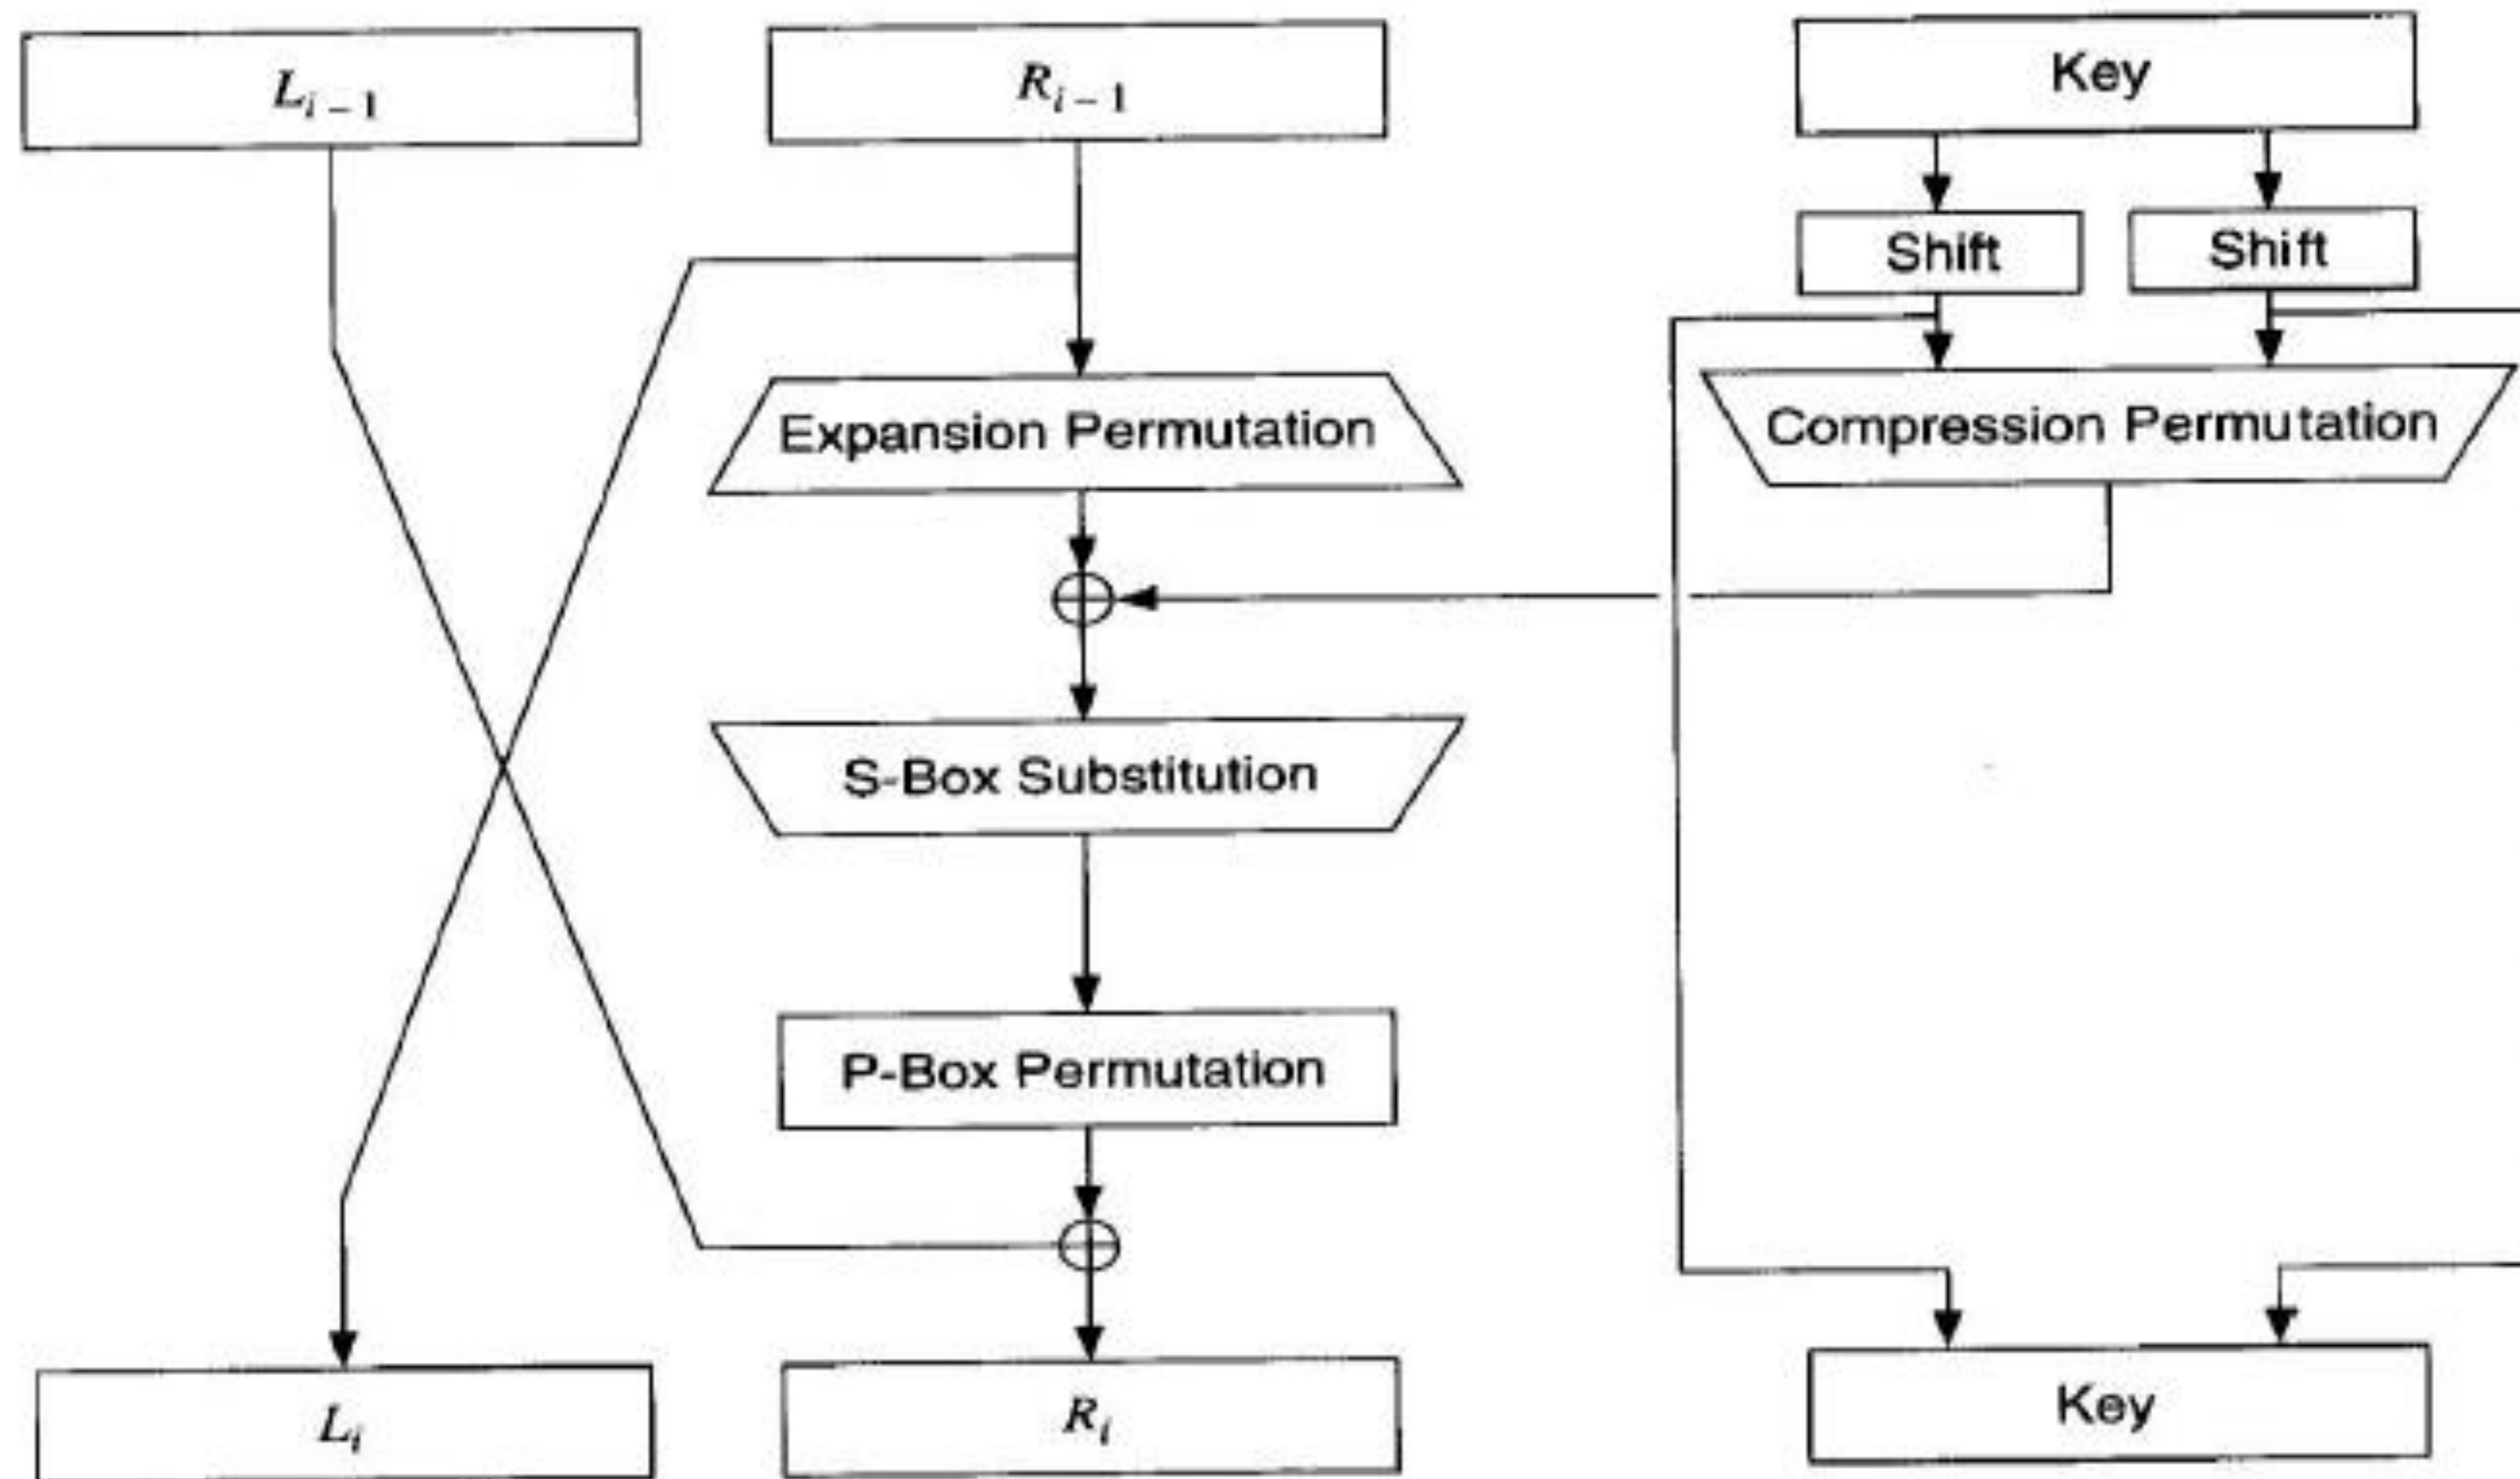 L_{i-1}
R_{i-1}
Key
Shift
Shift
Expansion Permutation
Compression Permutation
S-Box Substitution
P-Box Permutation
L_i
R_i
Key